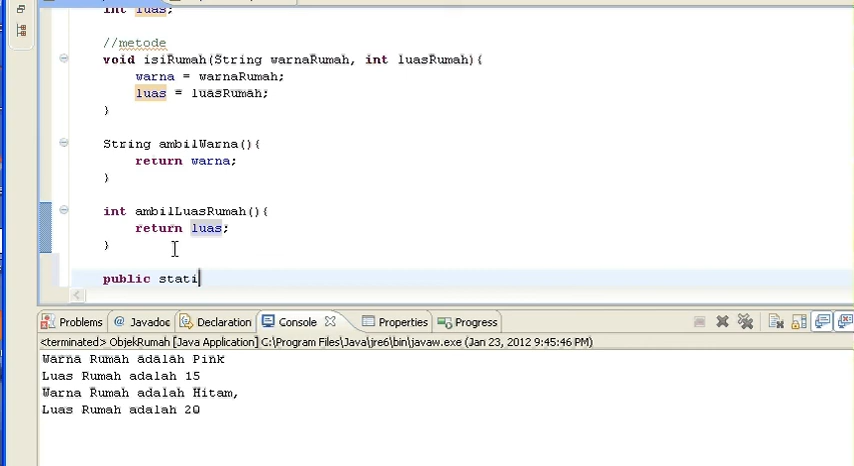 int luas;
//metode
void isiRumah(String warnaRumah, int luasRumah){
warna = warnaRumah;
luas = luasRumah;
}
String ambilWarna(){
return warna;
}
int ambilLuasRumah(){
return luas;
}
public stati
Problems @ Javadoc Declaration Console Properties Progress
<terminated> ObjekRumah [Java Application] C:\Program Files\Java\jre6\bin\javaw.exe (Jan 23, 2012 9:45:46 PM)
Warna Rumah adalah Pink
Luas Rumah adalah 15
Warna Rumah adalah Hitam,
Luas Rumah adalah 20